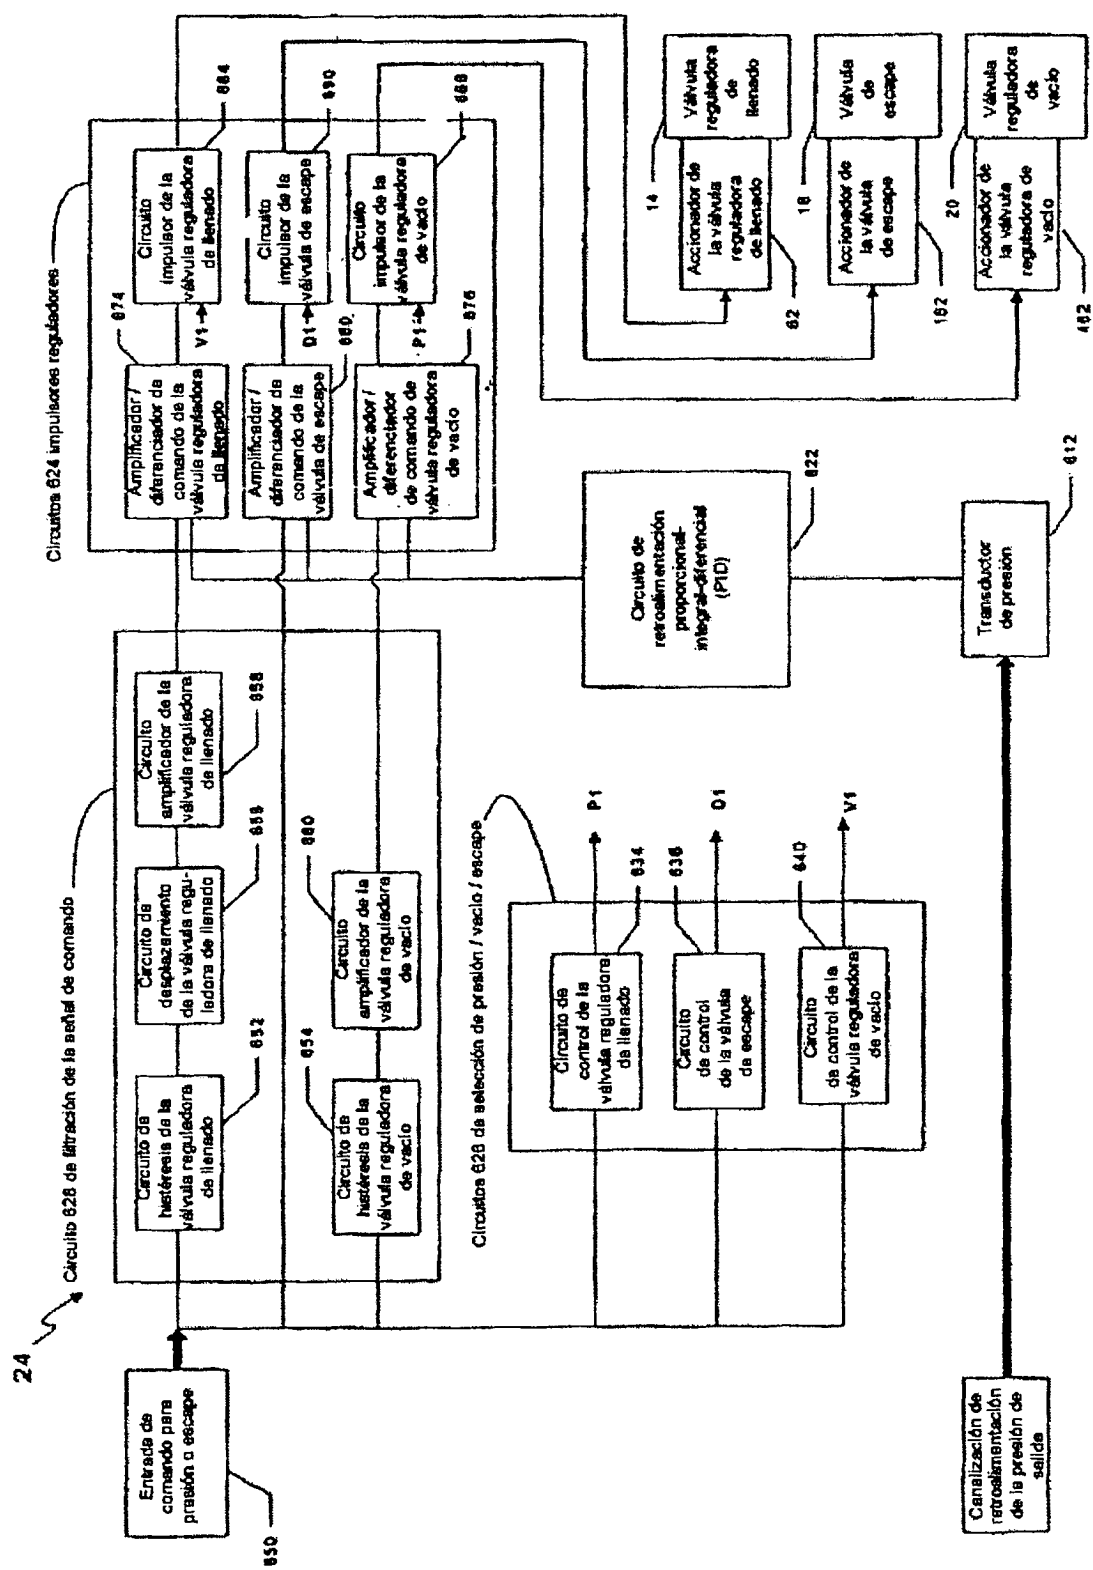 24
Circuito 628 de filtración de la señal de comando
Entrada de
comando para
presión o escape
650
Circuito de
histéresis de la
válvula reguladora
de llenado
652
Circuito de
desplazamiento
de la válvula regu-
ladora de llenado
Circuito
amplificador de la
válvula reguladora
de llenado
658
Circuito de
histéresis de la
válvula reguladora
de vacío
654
Circuito
amplificador de la
válvula reguladora
de vacío
660
Circuitos 624 impulsores reguladores
674
Amplificador /
diferenciador de
comando de la
válvula reguladora
de llenado
V1
Circuito
impulsor de la
válvula reguladora
de llenado
684
Amplificador /
diferenciador de
comando de la
válvula de escape
680
D1
Circuito
impulsor de la
válvula de escape
690
Amplificador /
diferenciador
de comando de
válvula reguladora
de vacío
676
P1
Circuito
impulsor de la
válvula reguladora
de vacío
Circuitos 626 de selección de presión / vacío / escape
Circuito de
control de la
válvula reguladora
de llenado
634
P1
Circuito
de control
de la válvula
de escape
636
D1
Circuito
de control de la
válvula reguladora
de vacío
640
V1
Circuito de
retroalimentación
proporcional-
integral-diferencial
(PID)
622
Accionador de
la válvula
reguladora
de llenado
62
Válvula
reguladora
de
llenado
14
Accionador de
la válvula
de escape
162
Válvula
de
escape
18
Accionador de
la válvula
reguladora de
vacío
462
Válvula
reguladora
de
vacío
20
Canalización de
retroalimentación
de la presión de
salida
Transductor
de presión
612